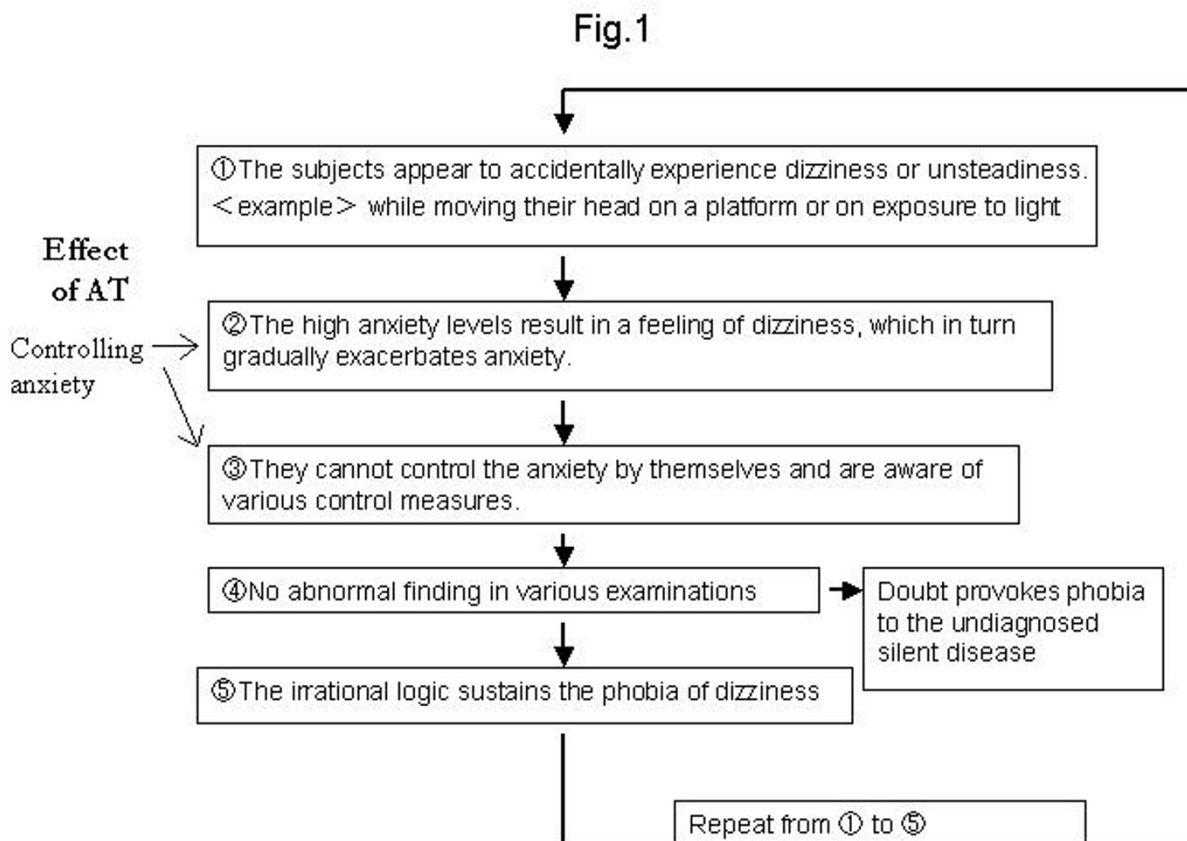 Fig.1
①The subjects appear to accidentally experience dizziness or unsteadiness.
＜example＞ while moving their head on a platform or on exposure to light
Effect
of AT
Controlling
anxiety
②The high anxiety levels result in a feeling of dizziness, which in turn
gradually exacerbates anxiety.
③They cannot control the anxiety by themselves and are aware of
various control measures.
④No abnormal finding in various examinations
Doubt provokes phobia
to the undiagnosed
silent disease
⑤The irrational logic sustains the phobia of dizziness
Repeat from ① to ⑤